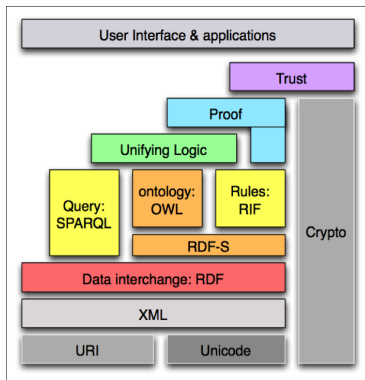 User Interface & applications
Trust
Proof
Unifying Logic
Query:
SPARQL
ontology:
OWL
Rules:
RIF
RDF-S
Crypto
Data interchange: RDF
XML
URI
Unicode